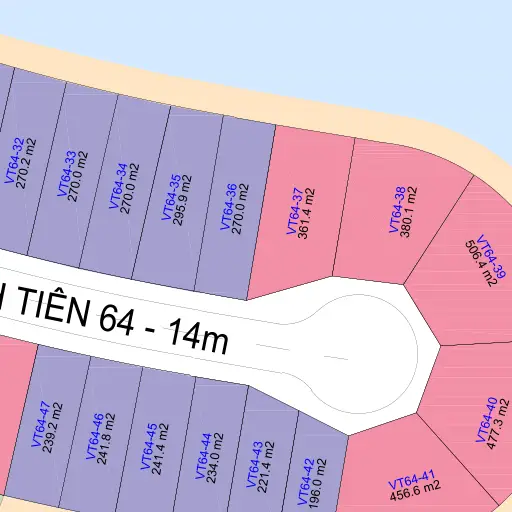 VT64-32
270.2 m2
VT64-33
270.0 m2
VT64-34
270.0 m2
VT64-35
295.9 m2
VT64-36
270.0 m2
VT64-37
361.4 m2
VT64-38
380.1 m2
VT64-39
506.4 m2
TIÊN 64 - 14m
VT64-47
239.2 m2
VT64-46
241.8 m2
VT64-45
241.4 m2
VT64-44
234.0 m2
VT64-43
221.4 m2
VT64-42
196.0 m2
VT64-41
456.6 m2
VT64-40
477.3 m2